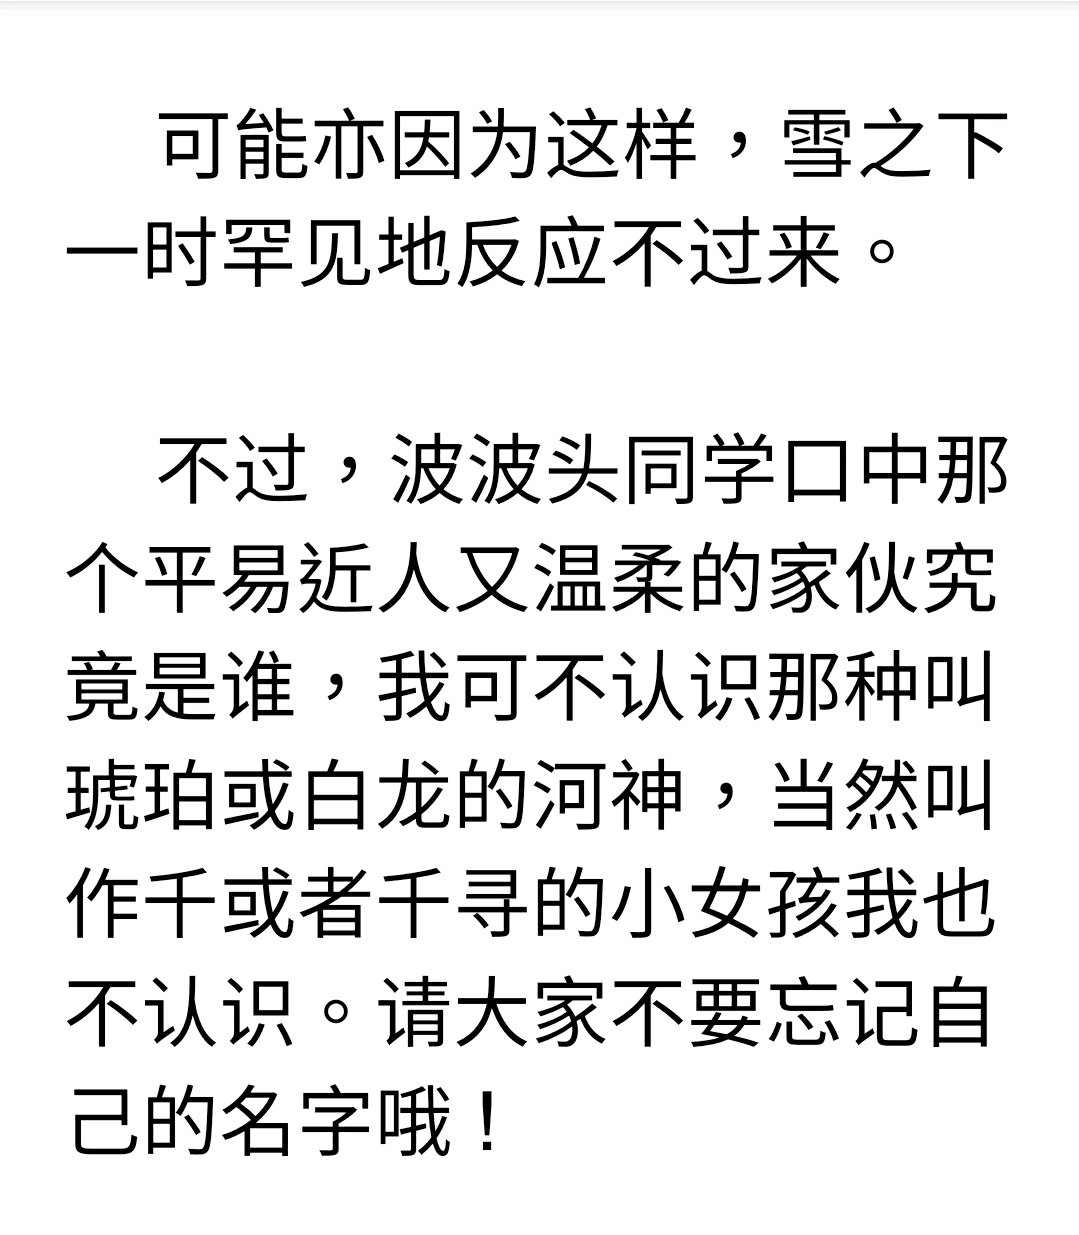 可能亦因为这样，雪之下
一时罕见地反应不过来。
不过，波波头同学口中那
个平易近人又温柔的家伙究
竟是谁，我可不认识那种叫
琥珀或白龙的河神，当然叫
作千或者千寻的小女孩我也
不认识。请大家不要忘记自
己的名字哦！